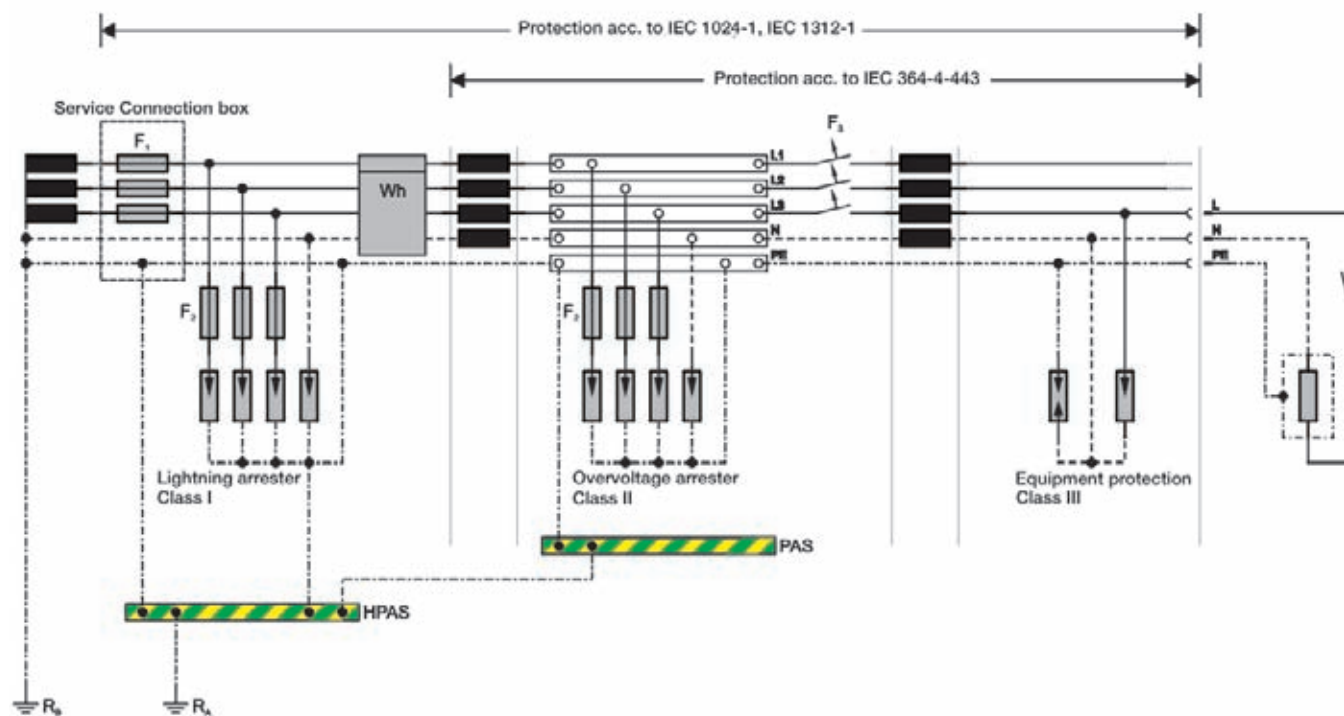 Protection acc. to IEC 1024-1, IEC 1312-1
Protection acc. to IEC 364-4-443
Service Connection box
F1
F3
Wh
L1
L2
L3
N
PE
L
N
PE
F2
F2
Lightning arrester
Class I
Overvoltage arrester
Class II
Equipment protection
Class III
PAS
HPAS
RB
RA